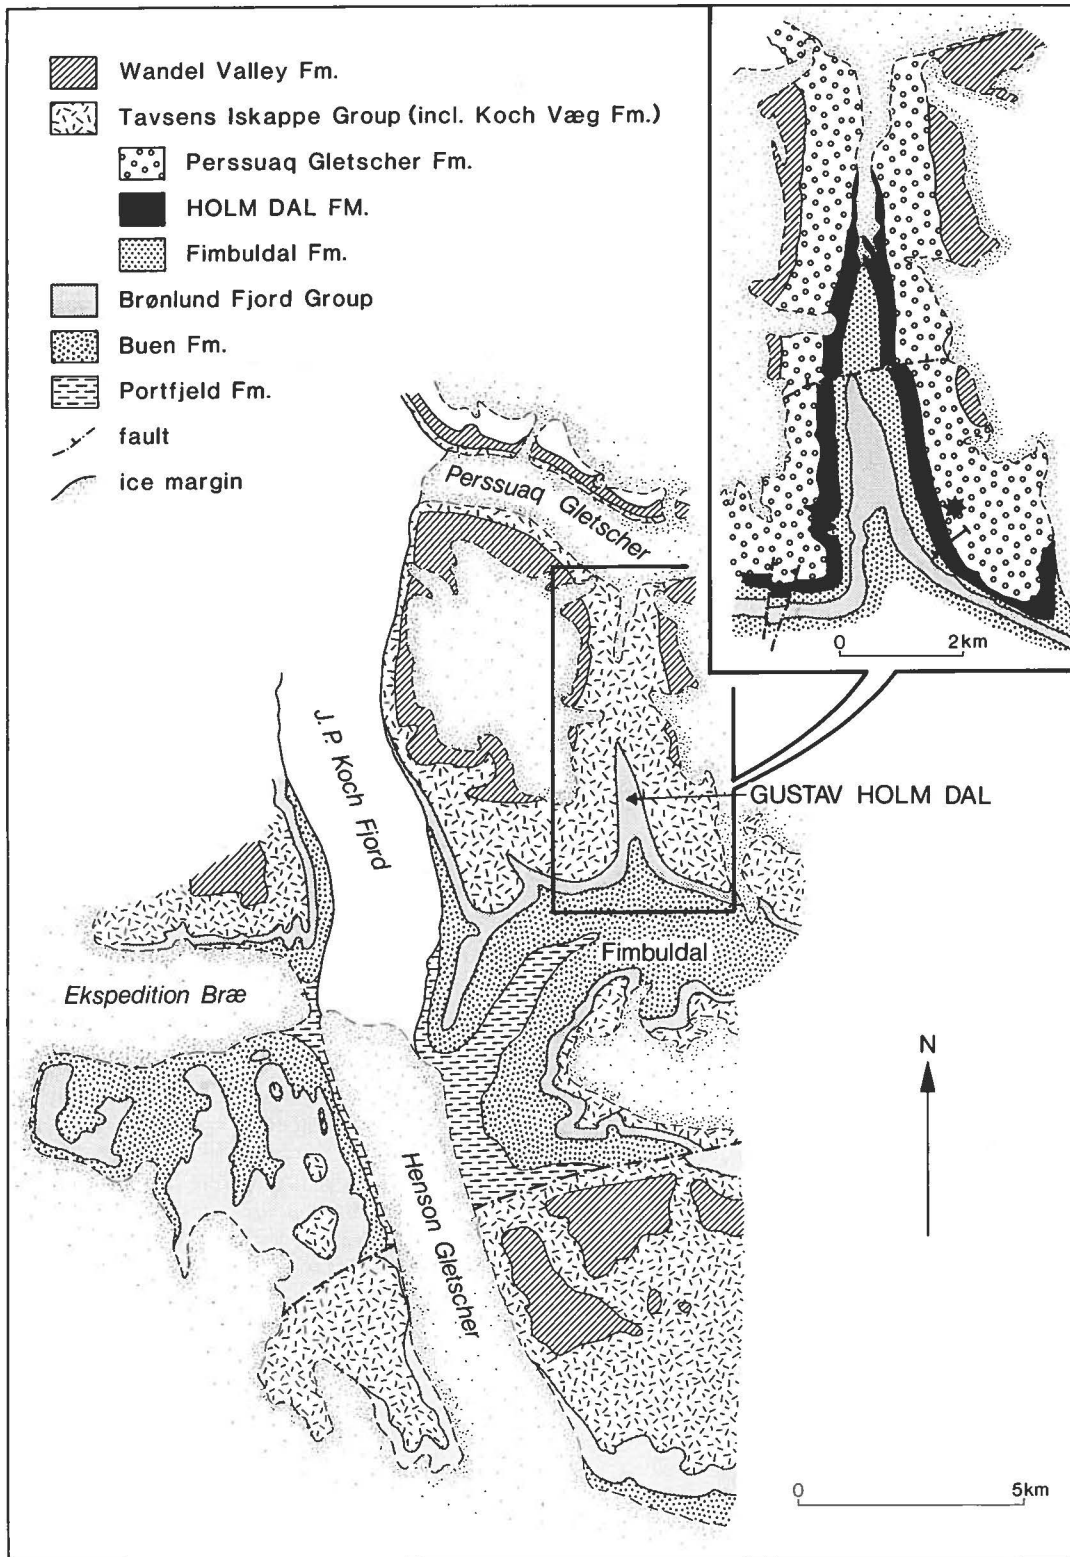 Wandel Valley Fm.
Tavsens Iskappe Group (incl. Koch Væg Fm.)
Perssuaq Gletscher Fm.
HOLM DAL FM.
Fimbuldal Fm.
Brønlund Fjord Group
Buen Fm.
Portfjeld Fm.
fault
ice margin
0 2km
Perssuaq Gletscher
J.P. Koch Fjord
GUSTAV HOLM DAL
Fimbuldal
Ekspedition Bræ
N
Henson Gletscher
0 5km